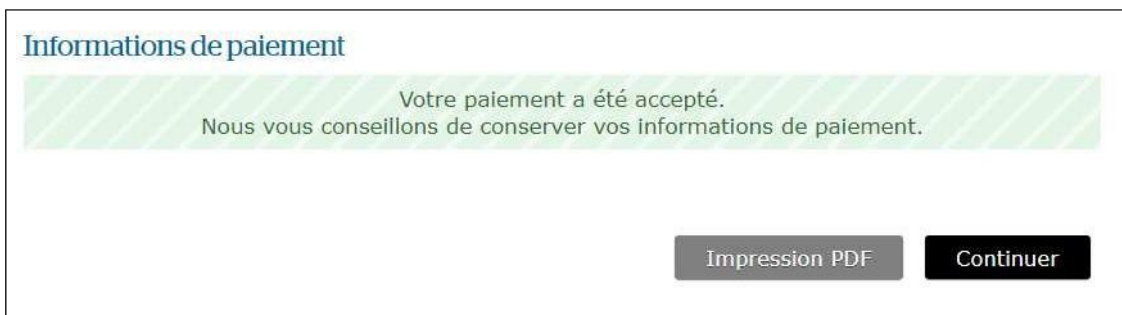 Informations de paiement
Votre paiement a été accepté.
Nous vous conseillons de conserver vos informations de paiement.
Impression PDF
Continuer